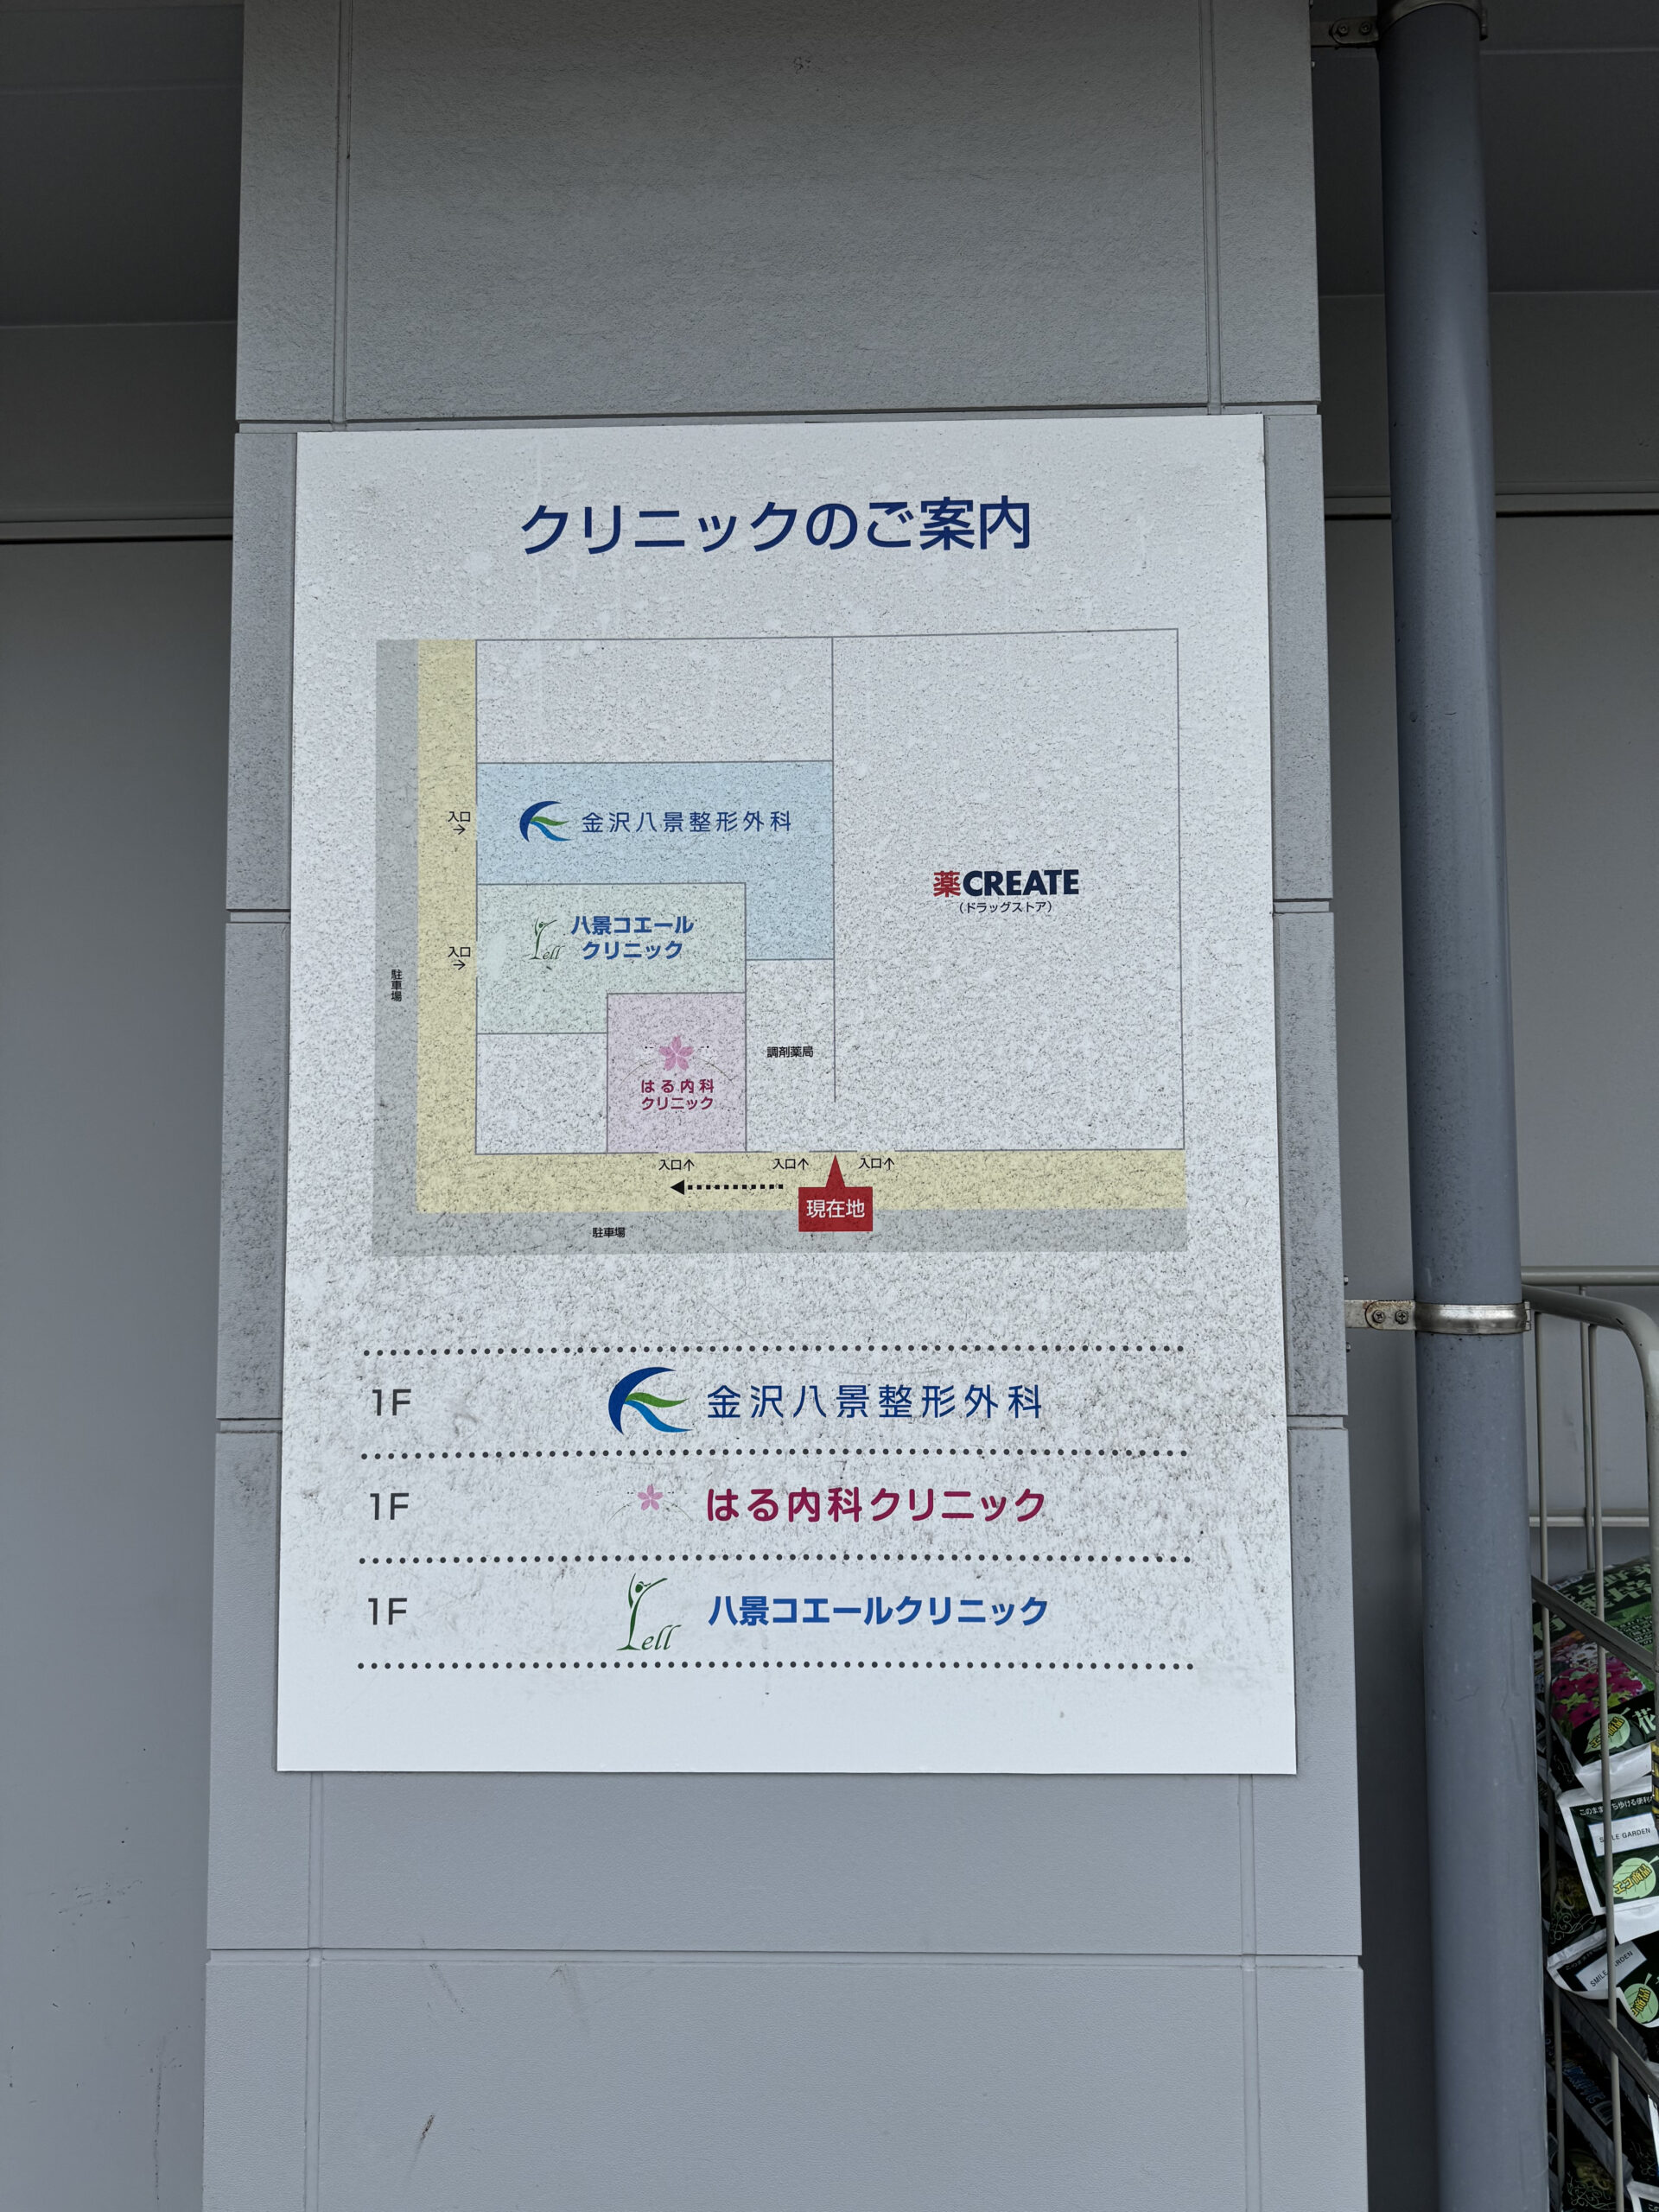 クリニックのご案内
入口→
金沢八景整形外科
薬CREATE
（ドラッグストア）
入口→
Yell
八景コエール
クリニック
駐車場
調剤薬局
はる内科
クリニック
入口↑
入口↑
入口↑
現在地
駐車場
1F 金沢八景整形外科
1F はる内科クリニック
1F Yell 八景コエールクリニック
花
SMILE GARDEN